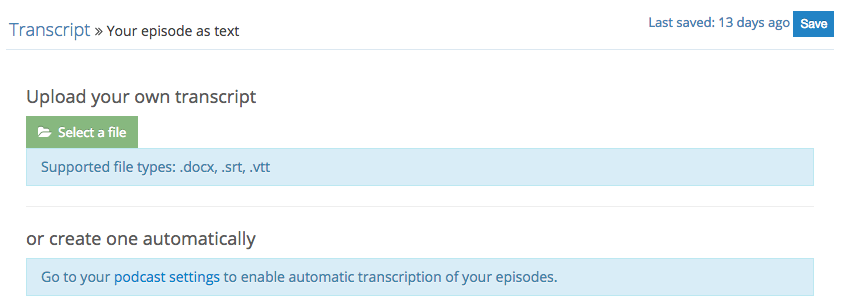 Transcript » Your episode as text
Last saved: 13 days ago Save
Upload your own transcript
Select a file
Supported file types: .docx, .srt, .vtt
or create one automatically
Go to your podcast settings to enable automatic transcription of your episodes.